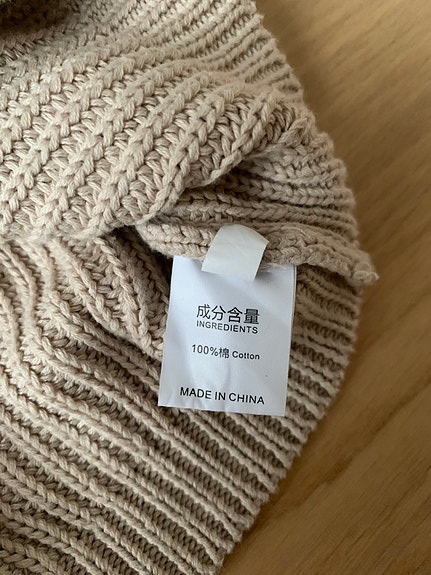 成分含量
INGREDIENTS
100%棉 Cotton
MADE IN CHINA